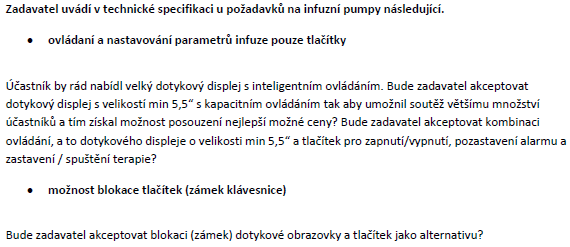 Zadavatel uvádí v technické specifikaci u požadavků na infuzní pumpy následující.
• ovládaní a nastavování parametrů infuze pouze tlačítky
Účastník by rád nabídl velký dotykový displej s inteligentním ovládáním. Bude zadavatel akceptovat
dotykový displej s velikostí min 5,5“ s kapacitním ovládáním tak aby umožnil soutěž většímu množství
účastníků a tím získal možnost posouzení nejlepší možné ceny? Bude zadavatel akceptovat kombinaci
ovládání, a to dotykového displeje o velikosti min 5,5“ a tlačítek pro zapnutí/vypnutí, pozastavení alarmu a
zastavení / spuštění terapie?
• možnost blokace tlačítek (zámek klávesnice)
Bude zadavatel akceptovat blokaci (zámek) dotykové obrazovky a tlačítek jako alternativu?